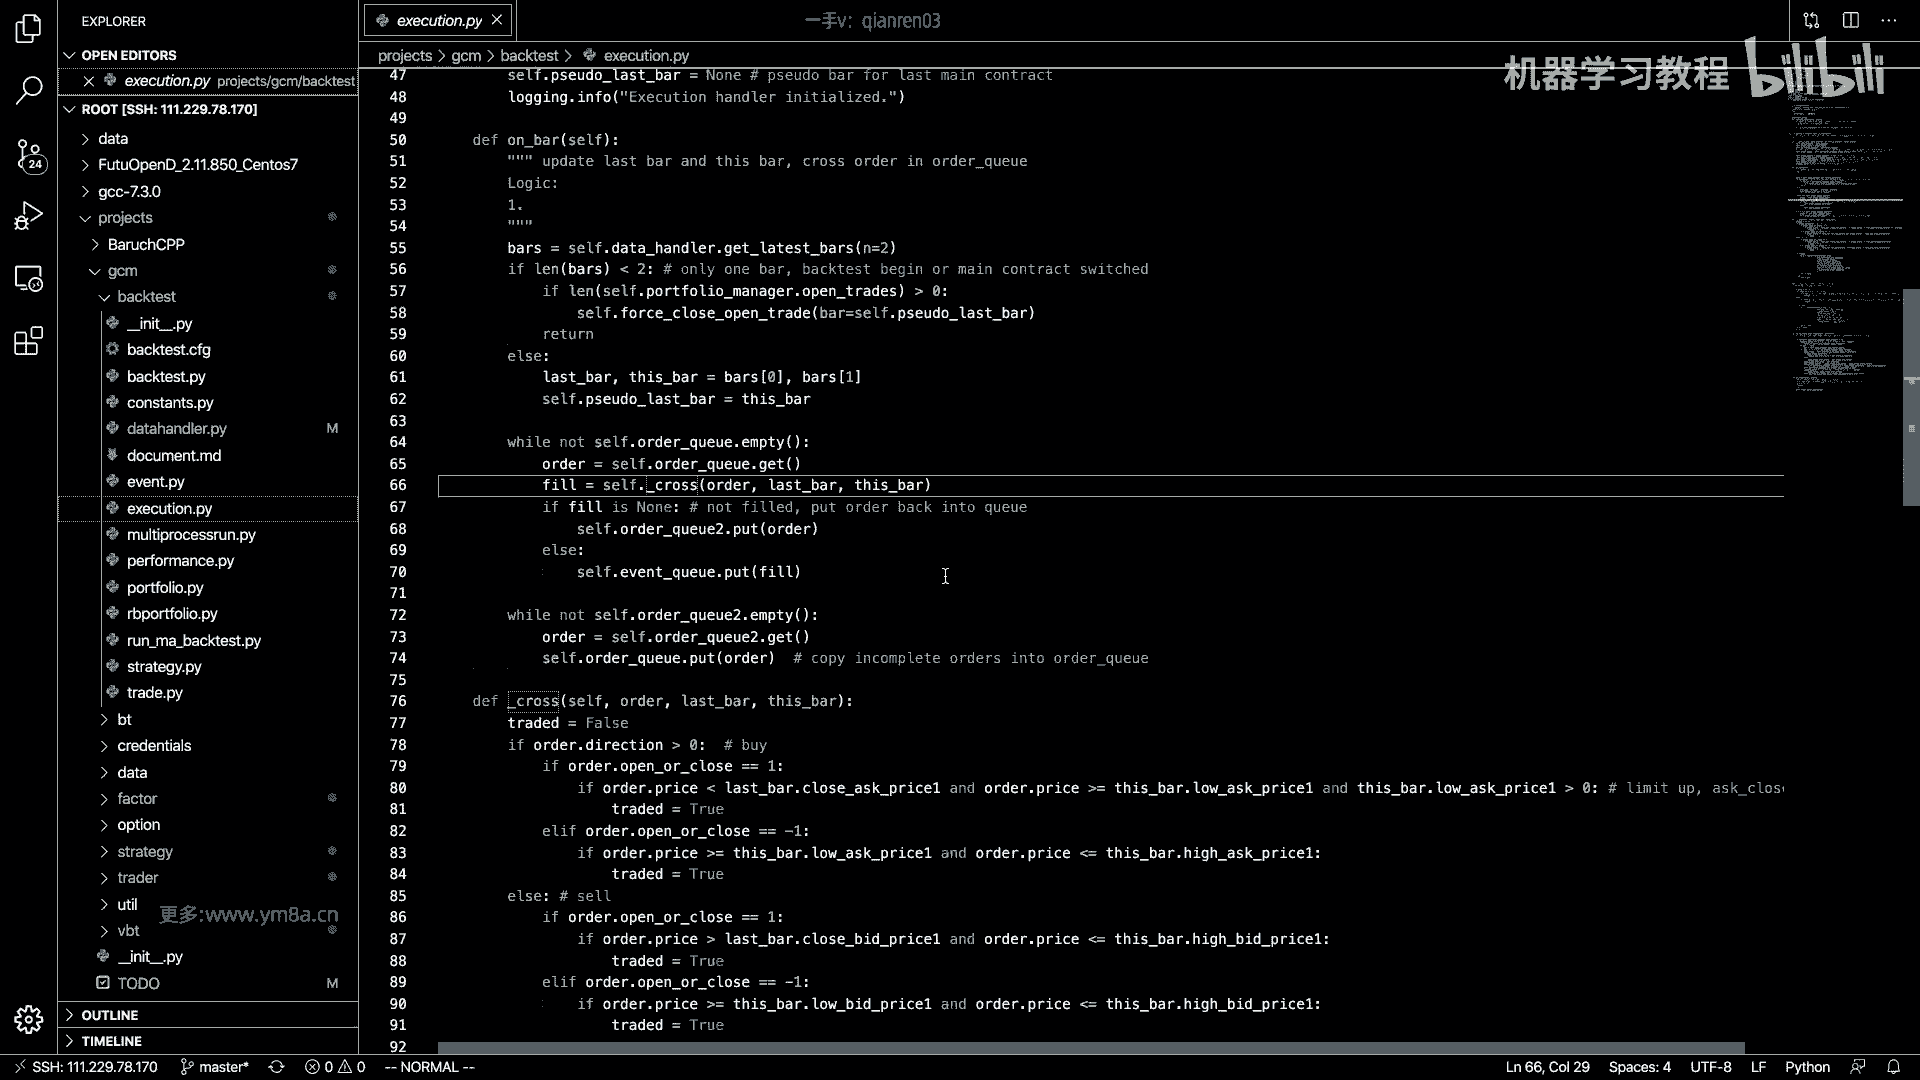 EXPLORER
OPEN EDITORS
execution.py projects/gcm/backtest
ROOT [SSH: 111.229.78.170]
data
FutuOpenD_2.11.850_Centos7
gcc-7.3.0
projects
BaruchCPP
gcm
backtest
__init__.py
backtest.cfg
backtest.py
constants.py
datahandler.py M
document.md
event.py
execution.py
multiprocessrun.py
performance.py
portfolio.py
rbportfolio.py
run_ma_backtest.py
strategy.py
trade.py
bt
credentials
data
factor
option
strategy
trader
util
vbt
__init__.py
TODO M
OUTLINE
TIMELINE
24
更多:www.ym8a.cn
execution.py
一手v: qianren03
机器学习教程 bilibili
projects > gcm > backtest > execution.py
47 self.pseudo_last_bar = None # pseudo bar for last main contract
48 logging.info("Execution handler initialized.")
49
50 def on_bar(self):
51 """ update last bar and this bar, cross order in order_queue
52 Logic:
53 1.
54 """
55 bars = self.data_handler.get_latest_bars(n=2)
56 if len(bars) < 2: # only one bar, backtest begin or main contract switched
57 if len(self.portfolio_manager.open_trades) > 0:
58 self.force_close_open_trade(bar=self.pseudo_last_bar)
59 return
60 else:
61 last_bar, this_bar = bars[0], bars[1]
62 self.pseudo_last_bar = this_bar
63
64 while not self.order_queue.empty():
65 order = self.order_queue.get()
66 fill = self._cross(order, last_bar, this_bar)
67 if fill is None: # not filled, put order back into queue
68 self.order_queue2.put(order)
69 else:
70 self.event_queue.put(fill)
71
72 while not self.order_queue2.empty():
73 order = self.order_queue2.get()
74 self.order_queue.put(order)  # copy incomplete orders into order_queue
75
76 def _cross(self, order, last_bar, this_bar):
77 traded = False
78 if order.direction > 0:  # buy
79 if order.open_or_close == 1:
80 if order.price < last_bar.close_ask_price1 and order.price >= this_bar.low_ask_price1 and this_bar.low_ask_price1 > 0: # limit up, ask_clos
81 traded = True
82 elif order.open_or_close == -1:
83 if order.price >= this_bar.low_ask_price1 and order.price <= this_bar.high_ask_price1:
84 traded = True
85 else: # sell
86 if order.open_or_close == 1:
87 if order.price > last_bar.close_bid_price1 and order.price <= this_bar.high_bid_price1:
88 traded = True
89 elif order.open_or_close == -1:
90 if order.price >= this_bar.low_bid_price1 and order.price <= this_bar.high_bid_price1:
91 traded = True
92
SSH: 111.229.78.170 master* 0 0 -- NORMAL -- Ln 66, Col 29 Spaces: 4 UTF-8 LF Python